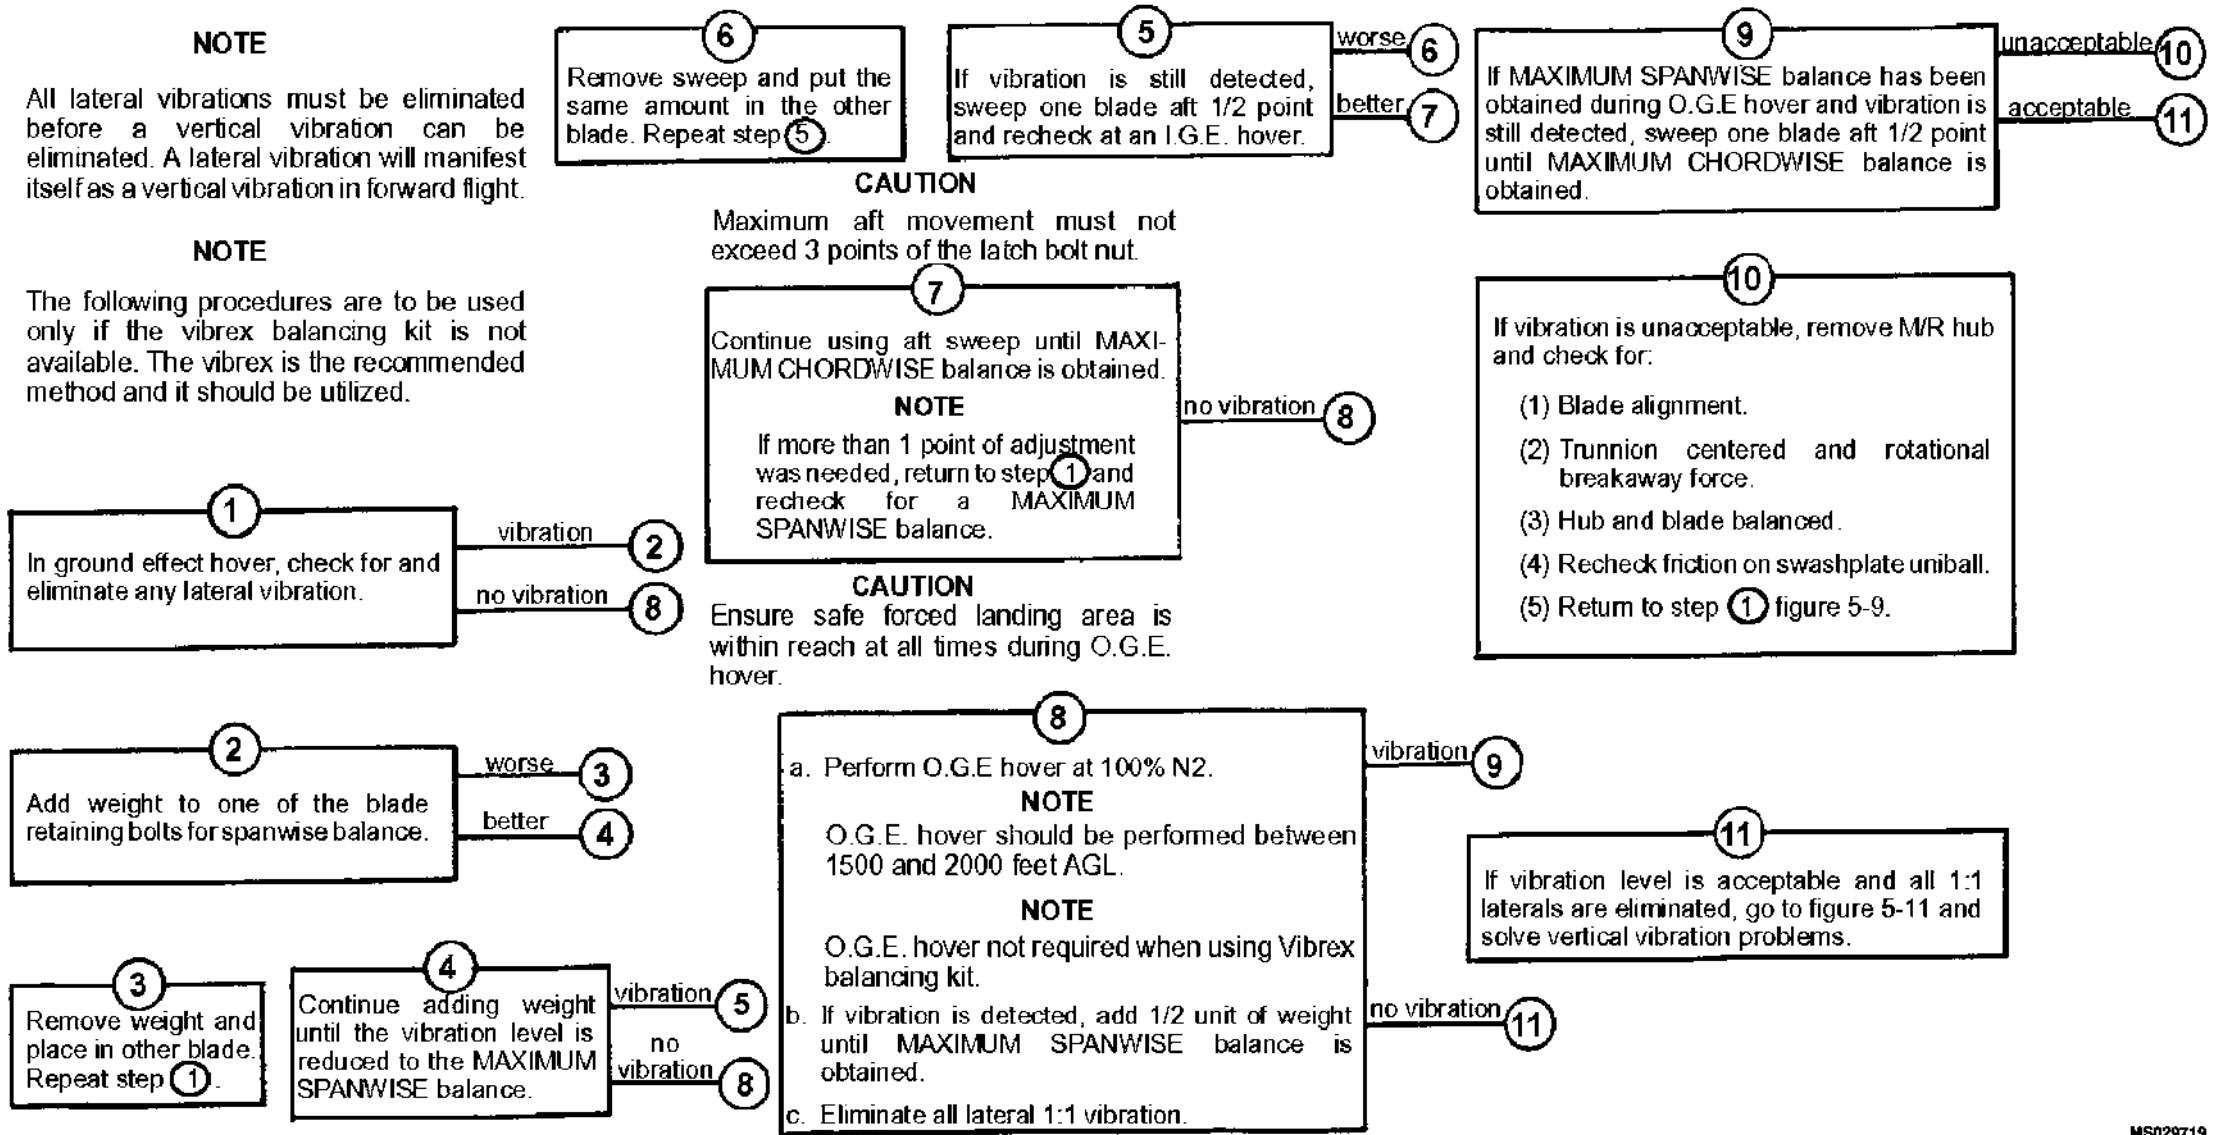 NOTE
All lateral vibrations must be eliminated
before a vertical vibration can be
eliminated. A lateral vibration will manifest
itself as a vertical vibration in forward flight.
NOTE
The following procedures are to be used
only if the vibrex balancing kit is not
available. The vibrex is the recommended
method and it should be utilized.
1
In ground effect hover, check for and
eliminate any lateral vibration.
vibration 2
no vibration 8
2
Add weight to one of the blade
retaining bolts for spanwise balance.
worse 3
better 4
3
Remove weight and
place in other blade.
Repeat step 1.
4
Continue adding weight
until the vibration level is
reduced to the MAXIMUM
SPANWISE balance.
vibration 5
no
vibration 8
6
Remove sweep and put the
same amount in the other
blade. Repeat step 5.
5
If vibration is still detected,
sweep one blade aft 1/2 point
and recheck at an I.G.E. hover.
worse 6
better 7
CAUTION
Maximum aft movement must not
exceed 3 points of the latch bolt nut.
7
Continue using aft sweep until MAXI-
MUM CHORDWISE balance is obtained.
NOTE
If more than 1 point of adjustment
was needed, return to step 1 and
recheck for a MAXIMUM
SPANWISE balance.
no vibration 8
CAUTION
Ensure safe forced landing area is
within reach at all times during O.G.E.
hover.
8
a. Perform O.G.E hover at 100% N2.
NOTE
O.G.E. hover should be performed between
1500 and 2000 feet AGL.
NOTE
O.G.E. hover not required when using Vibrex
balancing kit.
b. If vibration is detected, add 1/2 unit of weight
until MAXIMUM SPANWISE balance is
obtained.
c. Eliminate all lateral 1:1 vibration.
vibration 9
no vibration 11
9
If MAXIMUM SPANWISE balance has been
obtained during O.G.E hover and vibration is
still detected, sweep one blade aft 1/2 point
until MAXIMUM CHORDWISE balance is
obtained.
unacceptable 10
acceptable 11
10
If vibration is unacceptable, remove M/R hub
and check for:
(1) Blade alignment.
(2) Trunnion centered and rotational
breakaway force.
(3) Hub and blade balanced.
(4) Recheck friction on swashplate uniball.
(5) Return to step 1 figure 5-9.
11
If vibration level is acceptable and all 1:1
laterals are eliminated, go to figure 5-11 and
solve vertical vibration problems.
MS029719